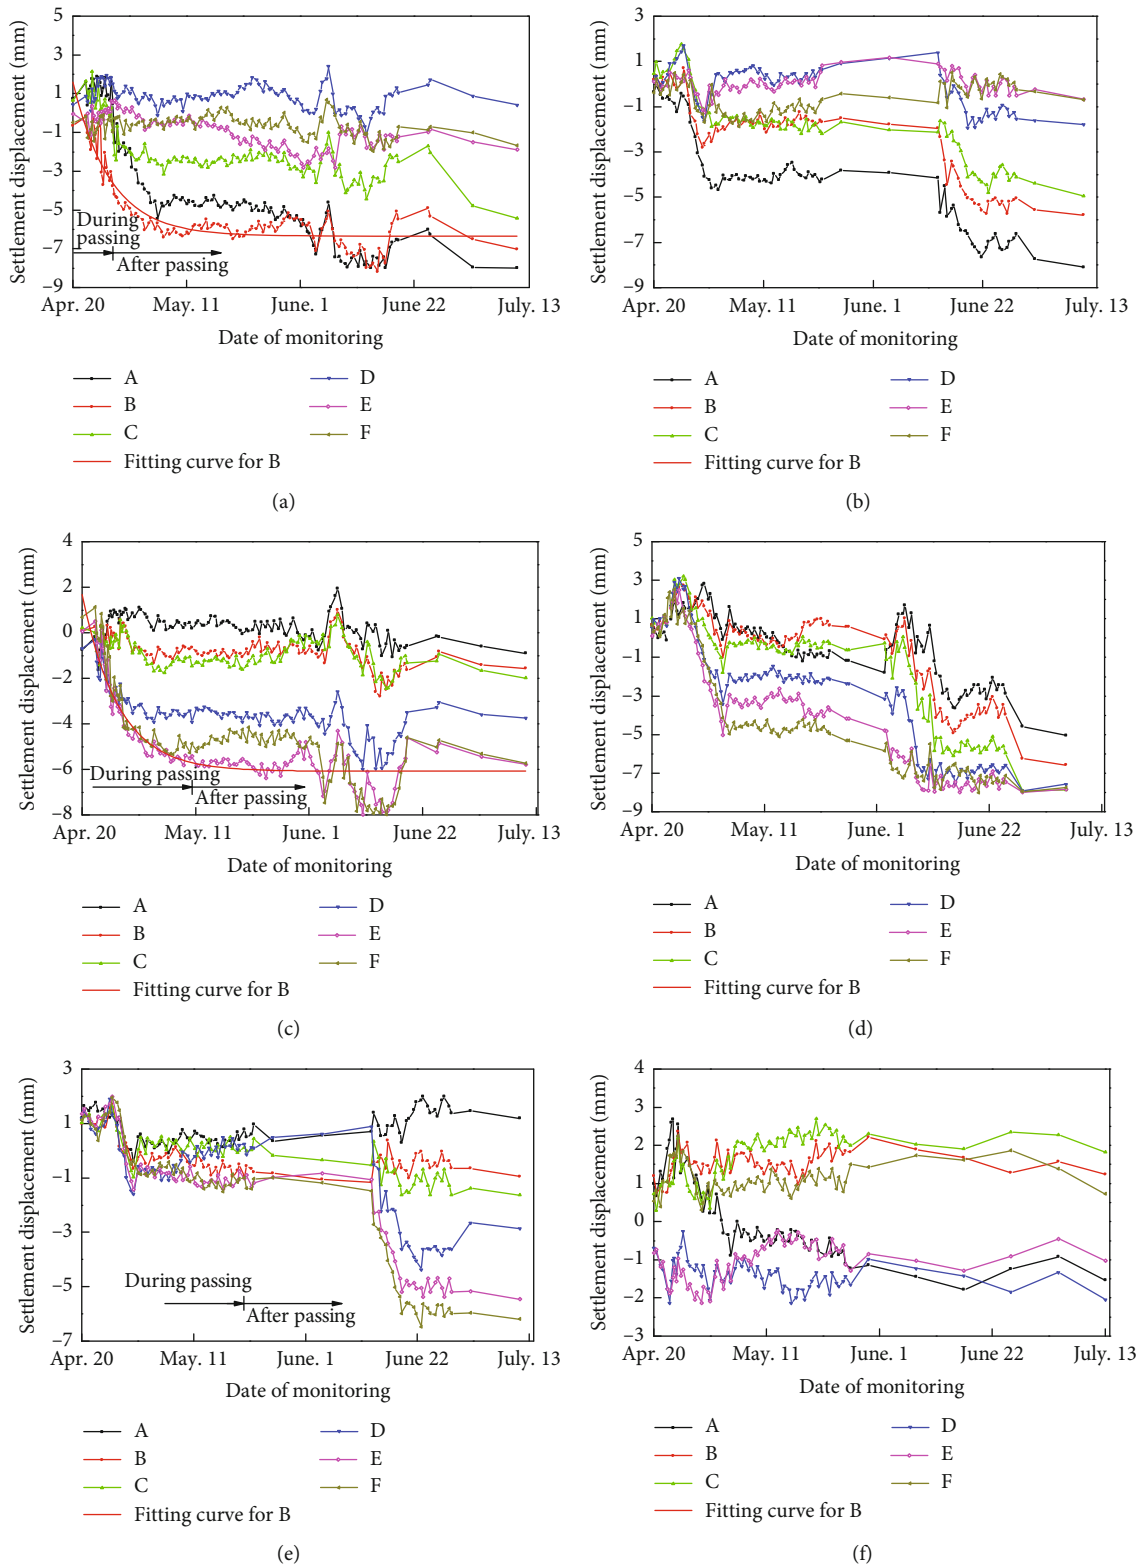 Settlement displacement (mm)
5
3
1
−1
−3
−5
−7
−9
During
passing
After passing
Apr. 20
May. 11
June. 1
June 22
July. 13
Date of monitoring
A
D
B
E
C
F
Fitting curve for B
(a)
Settlement displacement (mm)
3
1
−1
−3
−5
−7
−9
Apr. 20
May. 11
June. 1
June 22
July. 13
Date of monitoring
A
D
B
E
C
F
Fitting curve for B
(b)
Settlement displacement (mm)
4
2
0
−2
−4
−6
−8
During passing
After passing
Apr. 20
May. 11
June. 1
June 22
July. 13
Date of monitoring
A
D
B
E
C
F
Fitting curve for B
(c)
Settlement displacement (mm)
5
3
1
−1
−3
−5
−7
−9
Apr. 20
May. 11
June. 1
June 22
July. 13
Date of monitoring
A
D
B
E
C
F
Fitting curve for B
(d)
Settlement displacement (mm)
3
1
−1
−3
−5
−7
During passing
After passing
Apr. 20
May. 11
June. 1
June 22
July. 13
Date of monitoring
A
D
B
E
C
F
Fitting curve for B
(e)
Settlement displacement (mm)
4
3
2
1
0
−1
−2
−3
Apr. 20
May. 11
June. 1
June 22
July. 13
Date of monitoring
A
D
B
E
C
F
(f)